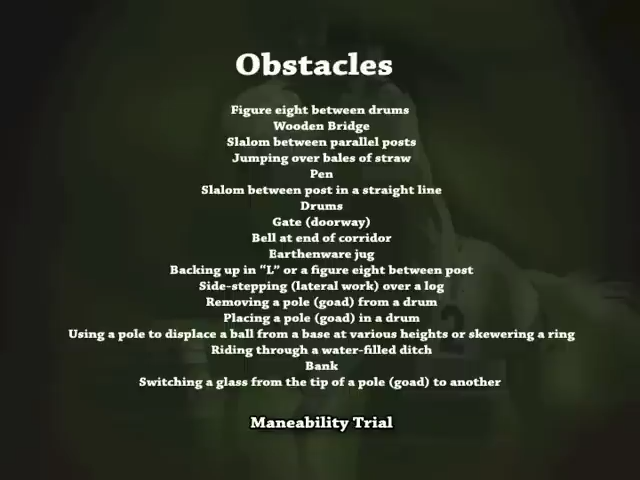 Obstacles
Figure eight between drums
Wooden Bridge
Slalom between parallel posts
Jumping over bales of straw
Pen
Slalom between post in a straight line
Drums
Gate (doorway)
Bell at end of corridor
Earthenware jug
Backing up in “L” or a figure eight between post
Side-stepping (lateral work) over a log
Removing a pole (goad) from a drum
Placing a pole (goad) in a drum
Using a pole to displace a ball from a base at various heights or skewering a ring
Riding through a water-filled ditch
Bank
Switching a glass from the tip of a pole (goad) to another
Maneability Trial